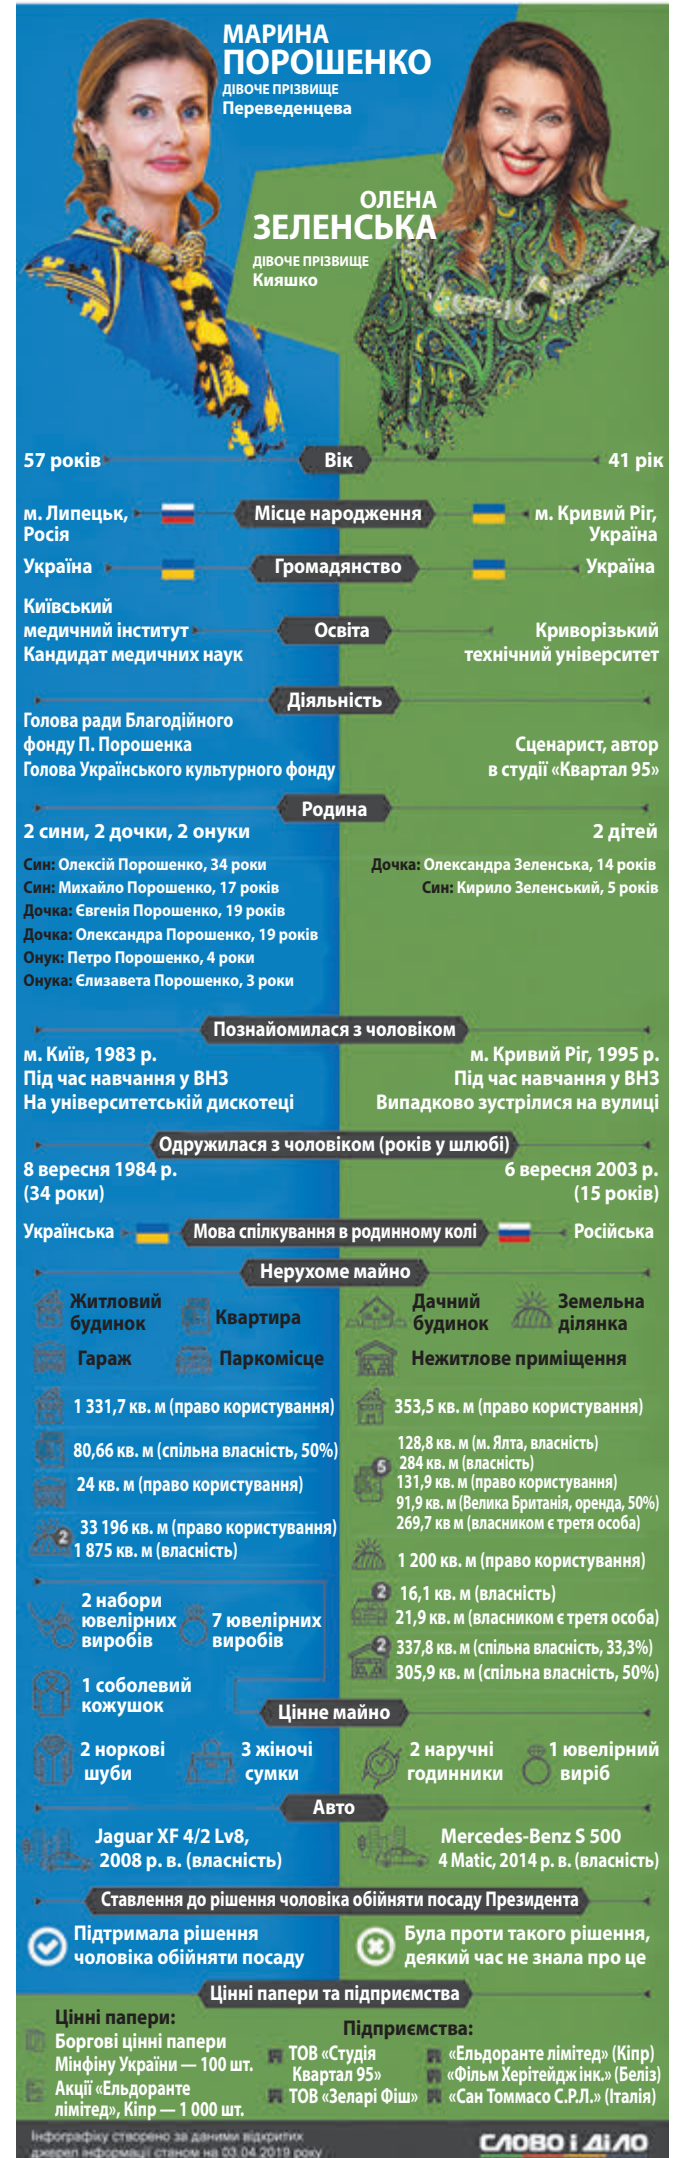 МАРИНА
ПОРОШЕНКО
ДІВОЧЕ ПРІЗВИЩЕ
Переведенцева
ОЛЕНА
ЗЕЛЕНСЬКА
ДІВОЧЕ ПРІЗВИЩЕ
Кияшко
57 років
Вік
41 рік
м. Липецьк,
Росія
Місце народження
м. Кривий Ріг,
Україна
Україна
Громадянство
Україна
Київський
медичний інститут
Кандидат медичних наук
Освіта
Криворізький
технічний університет
Діяльність
Голова ради Благодійного
фонду П. Порошенка
Голова Українського культурного фонду
Сценарист, автор
в студії «Квартал 95»
Родина
2 сини, 2 дочки, 2 онуки
2 дітей
Син: Олексій Порошенко, 34 роки
Син: Михайло Порошенко, 17 років
Дочка: Євгенія Порошенко, 19 років
Дочка: Олександра Порошенко, 19 років
Онук: Петро Порошенко, 4 роки
Онука: Єлизавета Порошенко, 3 роки
Дочка: Олександра Зеленська, 14 років
Син: Кирило Зеленський, 5 років
Познайомилася з чоловіком
м. Київ, 1983 р.
Під час навчання у ВНЗ
На університетській дискотеці
м. Кривий Ріг, 1995 р.
Під час навчання у ВНЗ
Випадково зустрілися на вулиці
Одружилася з чоловіком (років у шлюбі)
8 вересня 1984 р.
(34 роки)
6 вересня 2003 р.
(15 років)
Українська
Мова спілкування в родинному колі
Російська
Нерухоме майно
Житловий
будинок
Квартира
Дачний
будинок
Земельна
ділянка
Гараж
Паркомісце
Нежитлове приміщення
1 331,7 кв. м (право користування)
80,66 кв. м (спільна власність, 50%)
24 кв. м (право користування)
2
33 196 кв. м (право користування)
1 875 кв. м (власність)
353,5 кв. м (право користування)
5
128,8 кв. м (м. Ялта, власність)
284 кв. м (власність)
131,9 кв. м (право користування)
91,9 кв. м (Велика Британія, оренда, 50%)
269,7 кв м (власником є третя особа)
1 200 кв. м (право користування)
2
16,1 кв. м (власність)
21,9 кв. м (власником є третя особа)
2
337,8 кв. м (спільна власність, 33,3%)
305,9 кв. м (спільна власність, 50%)
2 набори
ювелірних
виробів
7 ювелірних
виробів
1 соболевий
кожушок
Цінне майно
2 норкові
шуби
3 жіночі
сумки
2 наручні
годинники
1 ювелірний
виріб
Авто
Jaguar XF 4/2 Lv8,
2008 р. в. (власність)
Mercedes-Benz S 500
4 Matic, 2014 р. в. (власність)
Ставлення до рішення чоловіка обійняти посаду Президента
Підтримала рішення
чоловіка обійняти посаду
Була проти такого рішення,
деякий час не знала про це
Цінні папери та підприємства
Цінні папери:
Боргові цінні папери
Мінфіну України — 100 шт.
Акції «Ельдоранте
лімітед», Кіпр — 1 000 шт.
Підприємства:
ТОВ «Студія
Квартал 95»
ТОВ «Зеларі Фіш»
«Ельдоранте лімітед» (Кіпр)
«Фільм Херітейдж інк.» (Беліз)
«Сан Томмасо С.Р.Л.» (Італія)
Інфографіку створено за даними відкритих
джерел інформації станом на 03.04.2019 року
СЛОВО і ДІЛО